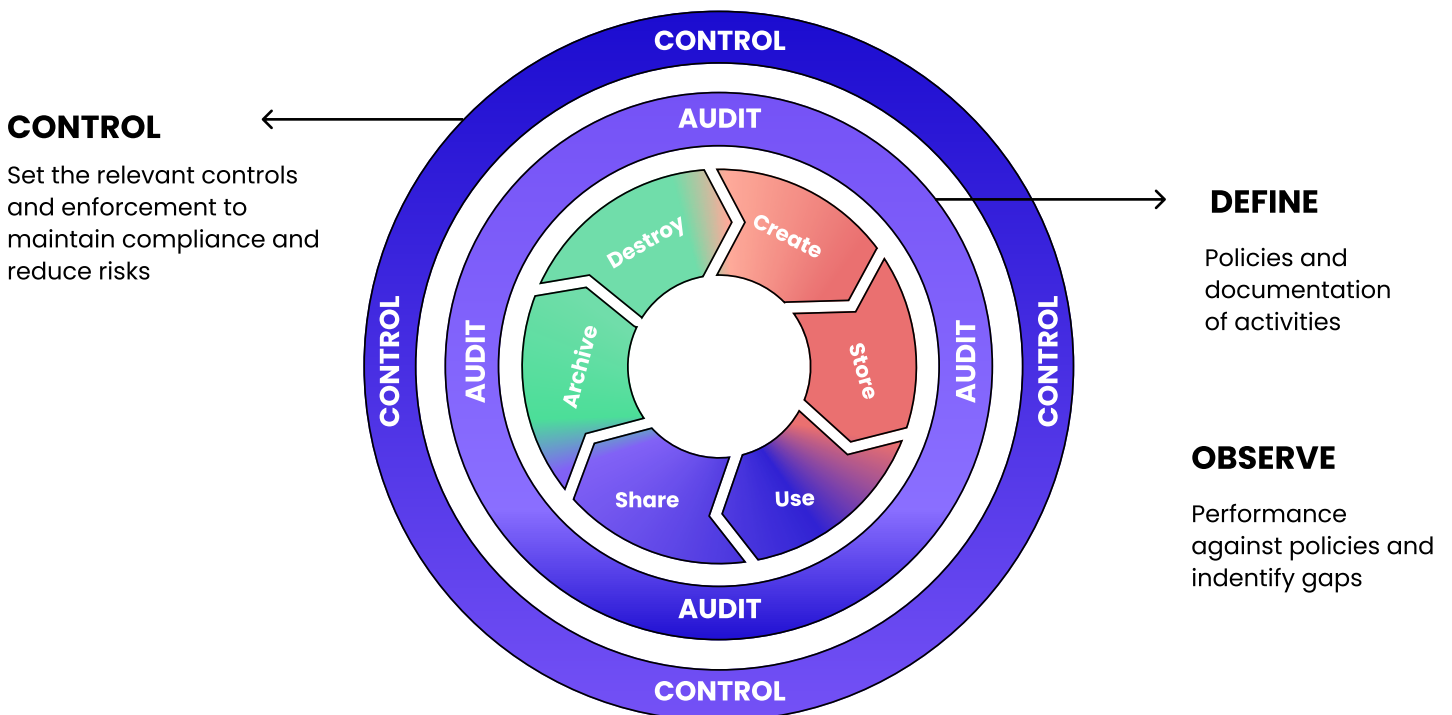 CONTROL
AUDIT
CONTROL
Set the relevant controls
and enforcement to
maintain compliance and
reduce risks
DEFINE
Policies and
documentation
of activities
Destroy
Create
Archive
Store
Share
Use
CONTROL
AUDIT
AUDIT
CONTROL
OBSERVE
Performance
against policies and
indentify gaps
AUDIT
CONTROL